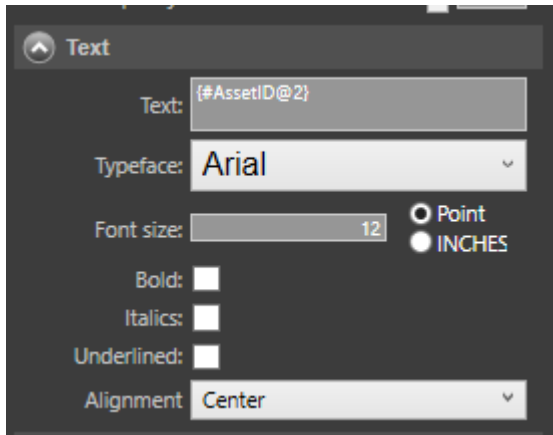 Text
Text: {#AssetID@2}
Typeface: Arial
Font size: 12 Point
INCHES
Bold:
Italics:
Underlined:
Alignment Center